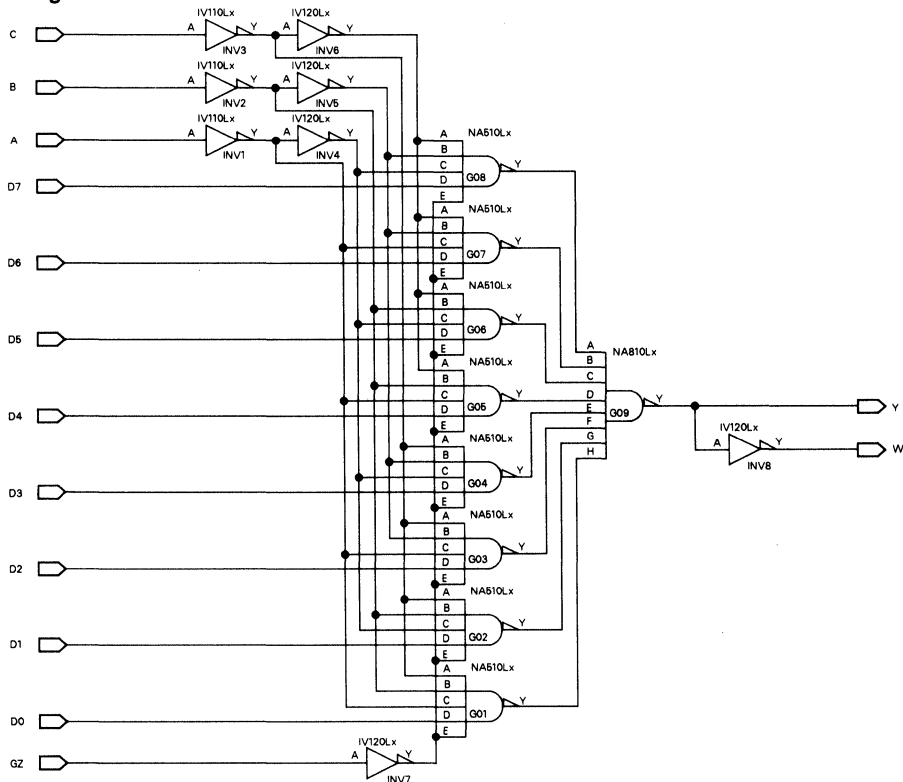 IV110Lx IV120Lx
C A Y A Y
INV3 INV6
IV110Lx IV120Lx
B A Y A Y
INV2 INV5
IV110Lx IV120Lx
A A Y A Y
INV1 INV4
A NA510Lx
B
C Y
D7 D G08
E
A NA510Lx
B
C Y
D6 D G07
E
A NA510Lx
B
C Y
D5 D G06
E
A NA510Lx
B
C Y
D4 D G05
E
A NA510Lx
B
C Y
D3 D G04
E
A NA510Lx
B
C Y
D2 D G03
E
A NA510Lx
B
C Y
D1 D G02
E
A NA510Lx
B
C Y
D0 D G01
E
IV120Lx
GZ A Y
INV7
A NA810Lx
B
C
D Y
E G09
F
G
H
Y
IV120Lx
A Y W
INV8